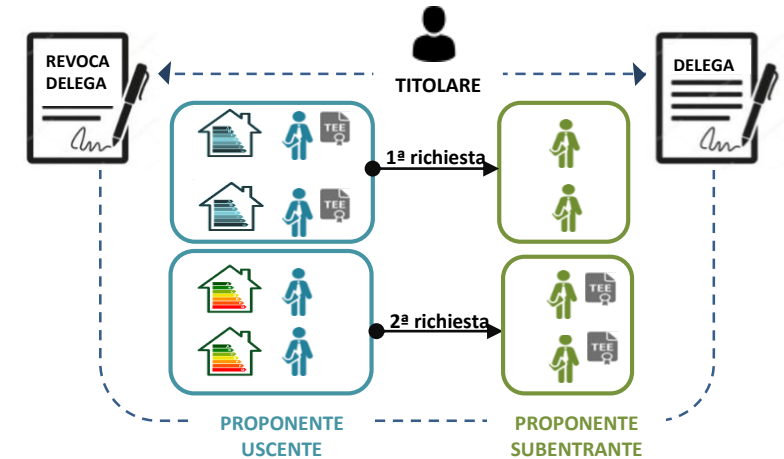 REVOCA
DELEGA
TITOLARE
DELEGA
TEE
1ª richiesta
TEE
TEE
2ª richiesta
TEE
PROPONENTE
USCENTE
PROPONENTE
SUBENTRANTE